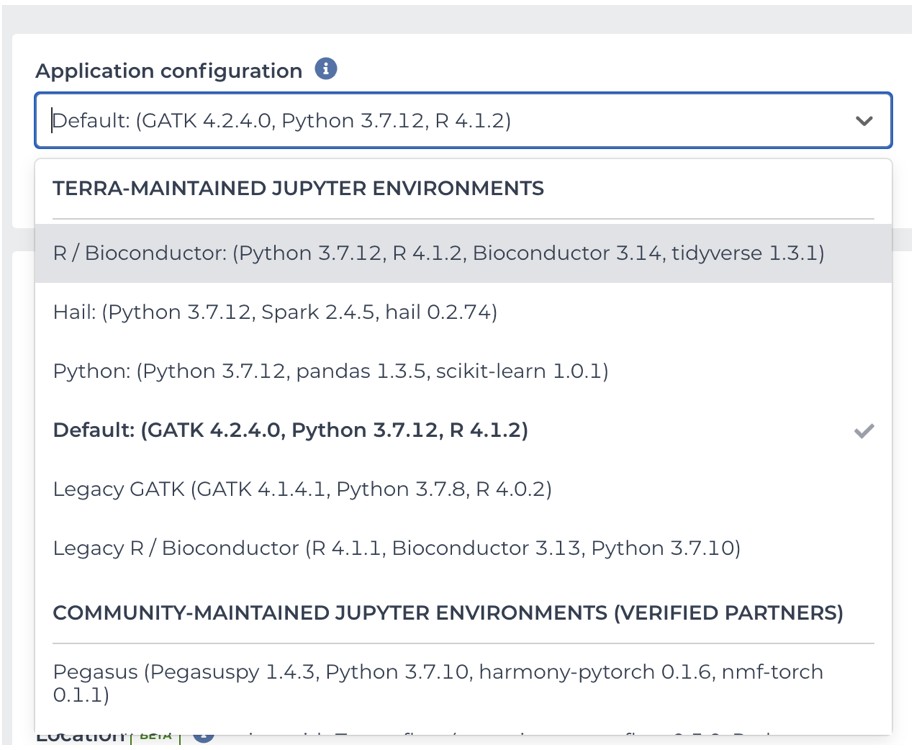 Application configuration
Default: (GATK 4.2.4.0, Python 3.7.12, R 4.1.2)
TERRA-MAINTAINED JUPYTER ENVIRONMENTS
R / Bioconductor: (Python 3.7.12, R 4.1.2, Bioconductor 3.14, tidyverse 1.3.1)
Hail: (Python 3.7.12, Spark 2.4.5, hail 0.2.74)
Python: (Python 3.7.12, pandas 1.3.5, scikit-learn 1.0.1)
Default: (GATK 4.2.4.0, Python 3.7.12, R 4.1.2)
Legacy GATK (GATK 4.1.4.1, Python 3.7.8, R 4.0.2)
Legacy R / Bioconductor (R 4.1.1, Bioconductor 3.13, Python 3.7.10)
COMMUNITY-MAINTAINED JUPYTER ENVIRONMENTS (VERIFIED PARTNERS)
Pegasus (Pegasuspy 1.4.3, Python 3.7.10, harmony-pytorch 0.1.6, nmf-torch
0.1.1)
Location BETA